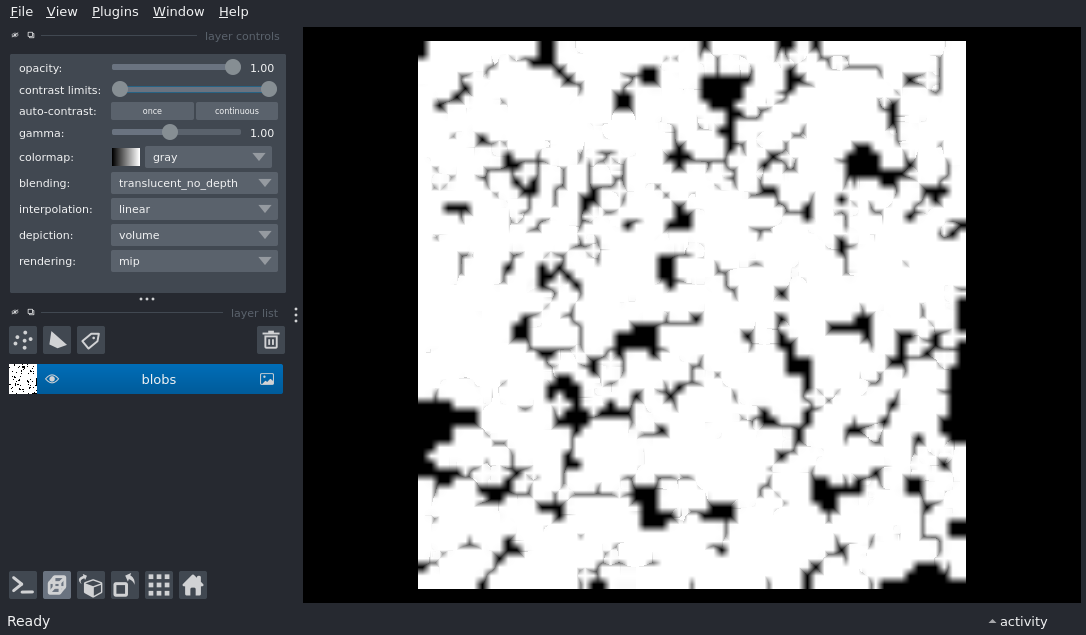 File View Plugins Window Help
layer controls
opacity: 1.00
contrast limits:
auto-contrast: once continuous
gamma: 1.00
colormap: gray
blending: translucent_no_depth
interpolation: linear
depiction: volume
rendering: mip
layer list
blobs
Ready activity